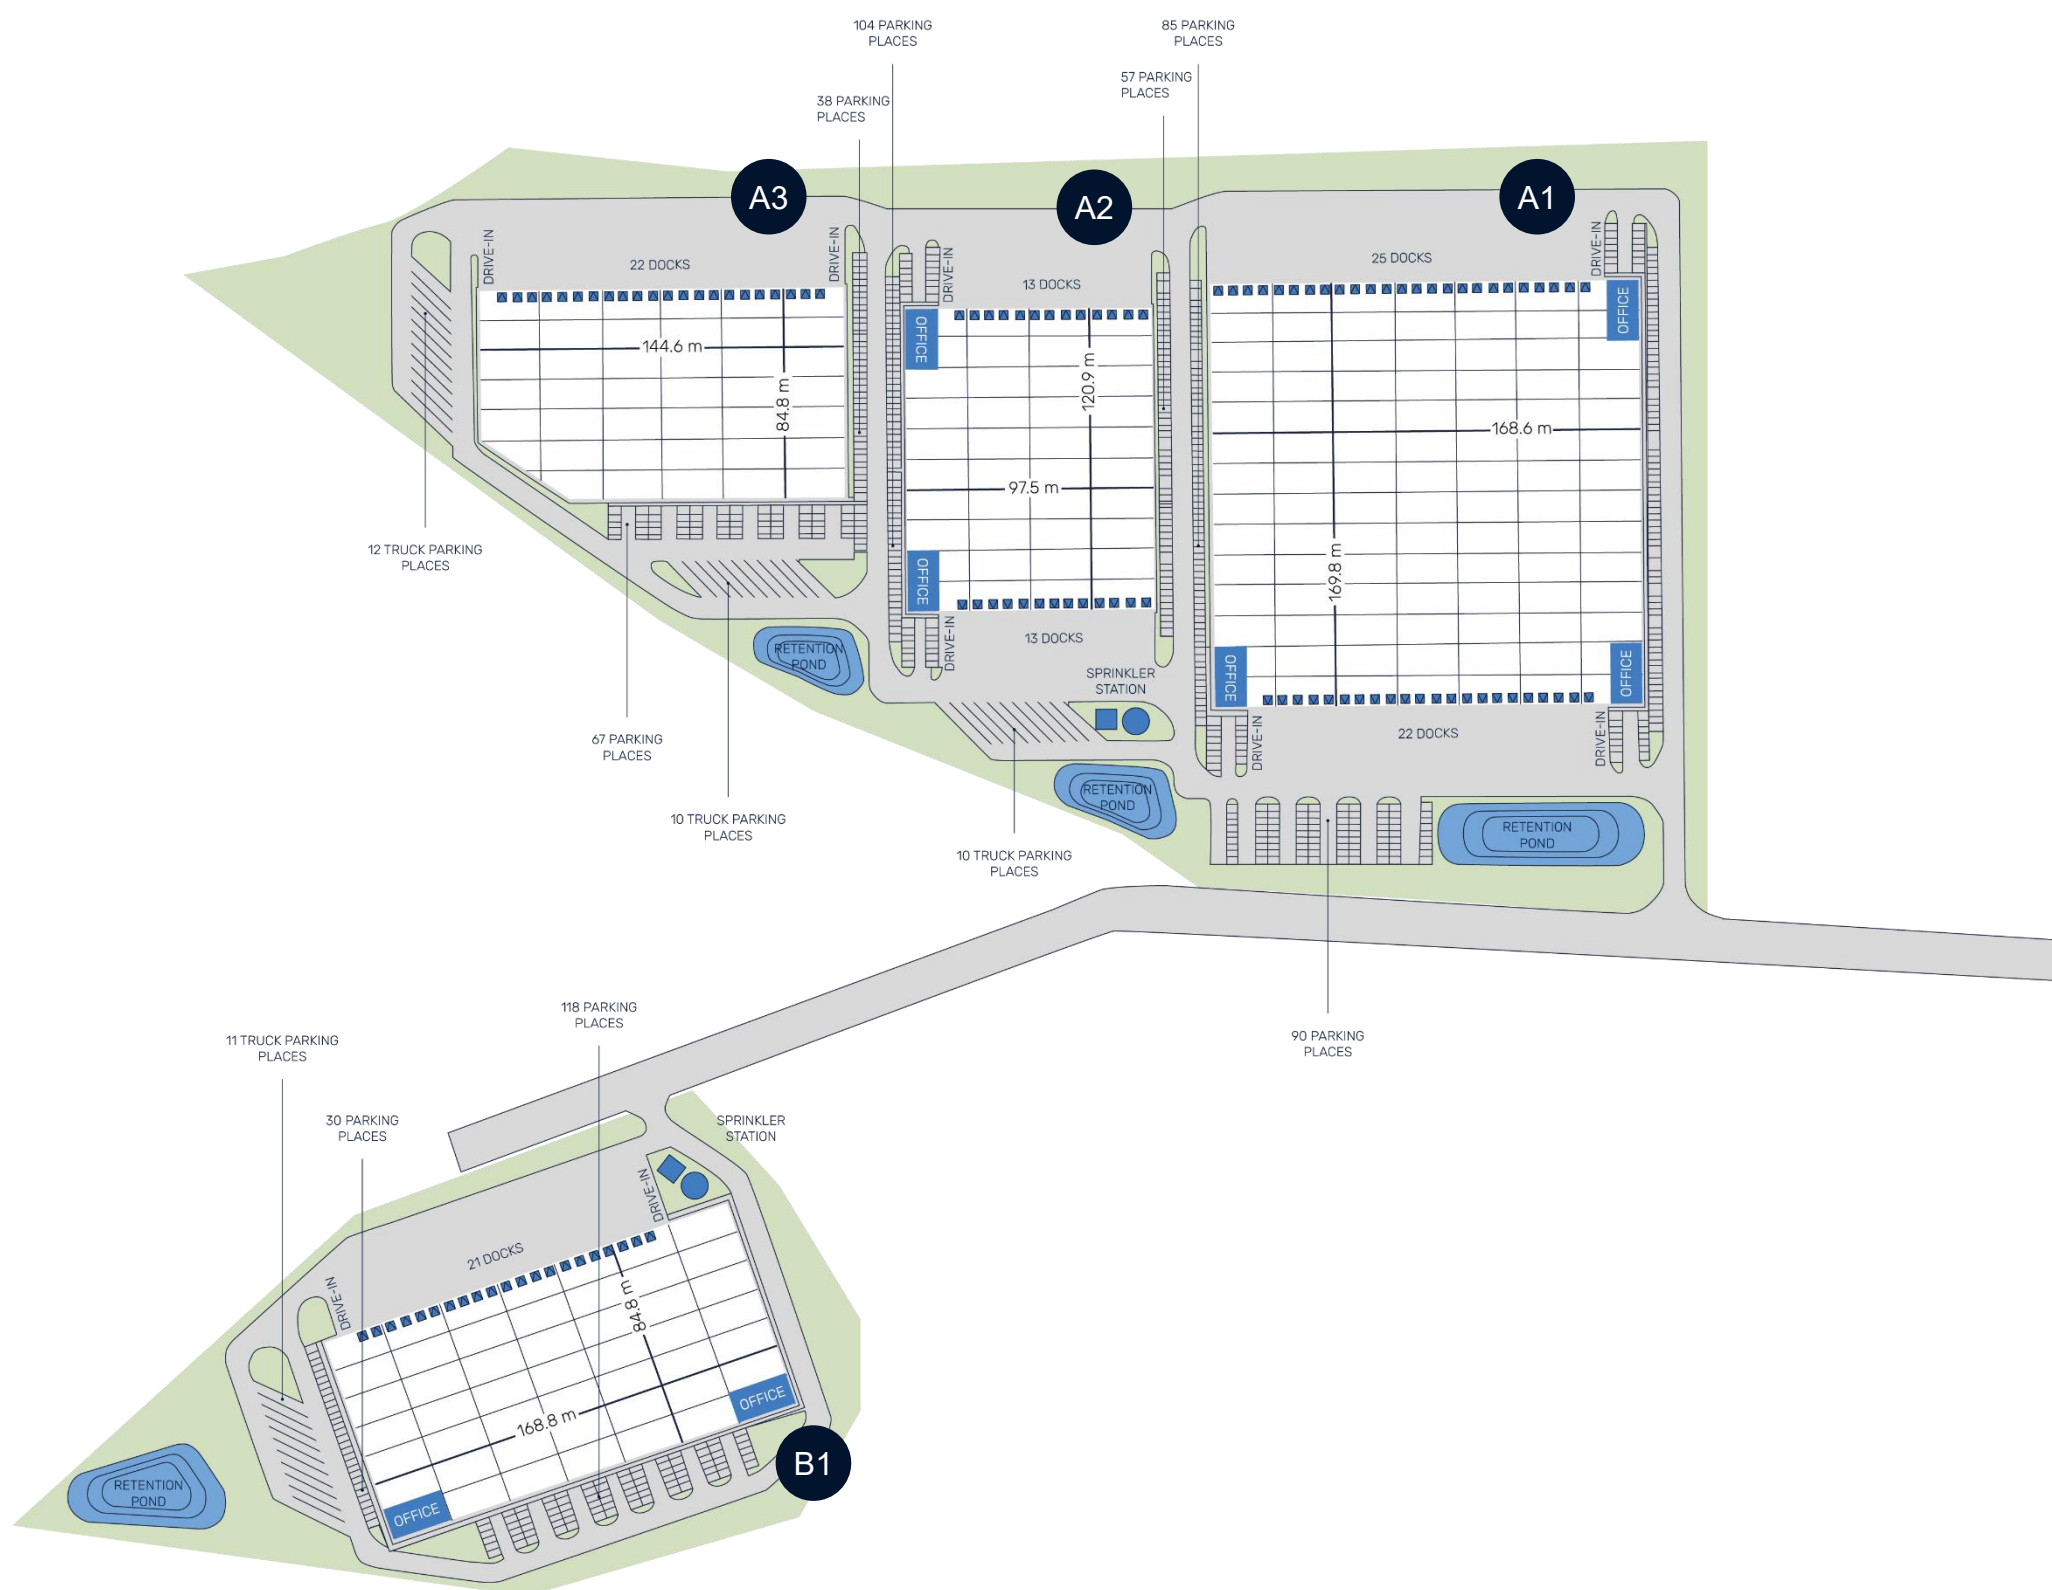 104 PARKING
PLACES
85 PARKING
PLACES
57 PARKING
PLACES
38 PARKING
PLACES
A3
A2
A1
DRIVE-IN
22 DOCKS
DRIVE-IN
DRIVE-IN
13 DOCKS
25 DOCKS
DRIVE-IN
OFFICE
OFFICE
144.6 m
84.8 m
120.9 m
168.6 m
97.5 m
169.8 m
12 TRUCK PARKING
PLACES
OFFICE
DRIVE-IN
13 DOCKS
RETENTION
POND
SPRINKLER
STATION
OFFICE
OFFICE
67 PARKING
PLACES
DRIVE-IN
22 DOCKS
DRIVE-IN
RETENTION
POND
10 TRUCK PARKING
PLACES
RETENTION
POND
10 TRUCK PARKING
PLACES
118 PARKING
PLACES
90 PARKING
PLACES
11 TRUCK PARKING
PLACES
30 PARKING
PLACES
SPRINKLER
STATION
DRIVE-IN
21 DOCKS
DRIVE-IN
84.8 m
168.8 m
OFFICE
OFFICE
B1
RETENTION
POND